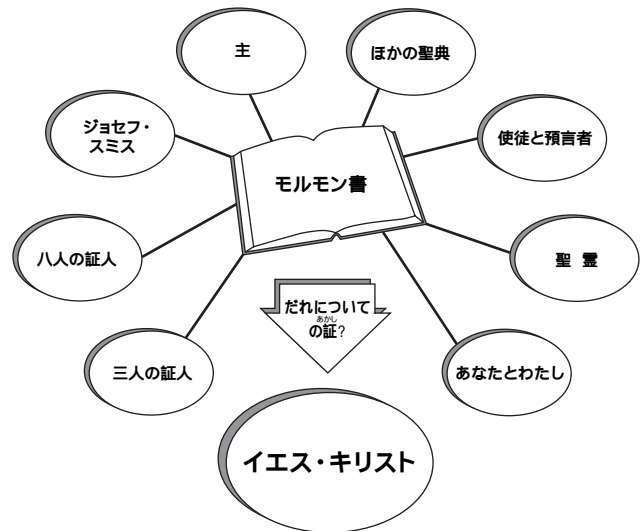 主
ほかの聖典
ジョセフ・
スミス
使徒と預言者
モルモン書
八人の証人
聖 霊
だれについて
あかし
の証?
三人の証人
あなたとわたし
イエス・キリスト